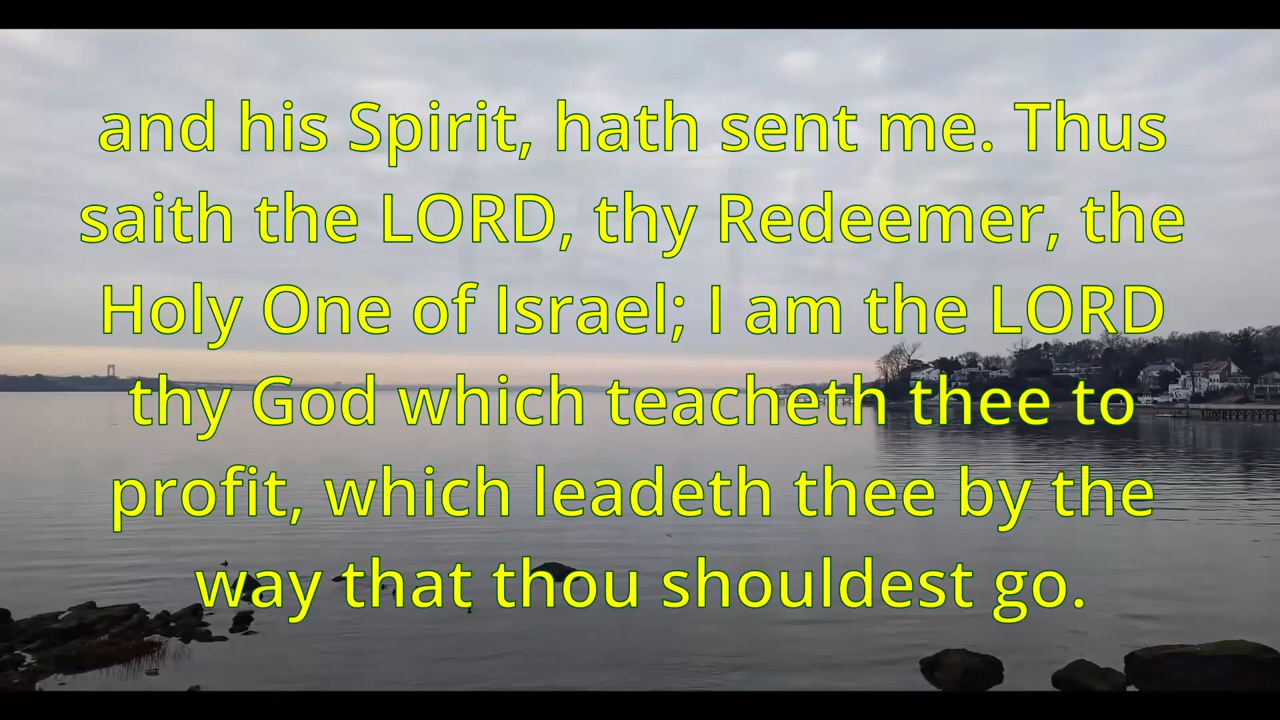 and his Spirit, hath sent me. Thus
saith the LORD, thy Redeemer, the
Holy One of Israel; I am the LORD
thy God which teacheth thee to
profit, which leadeth thee by the
way that thou shouldest go.